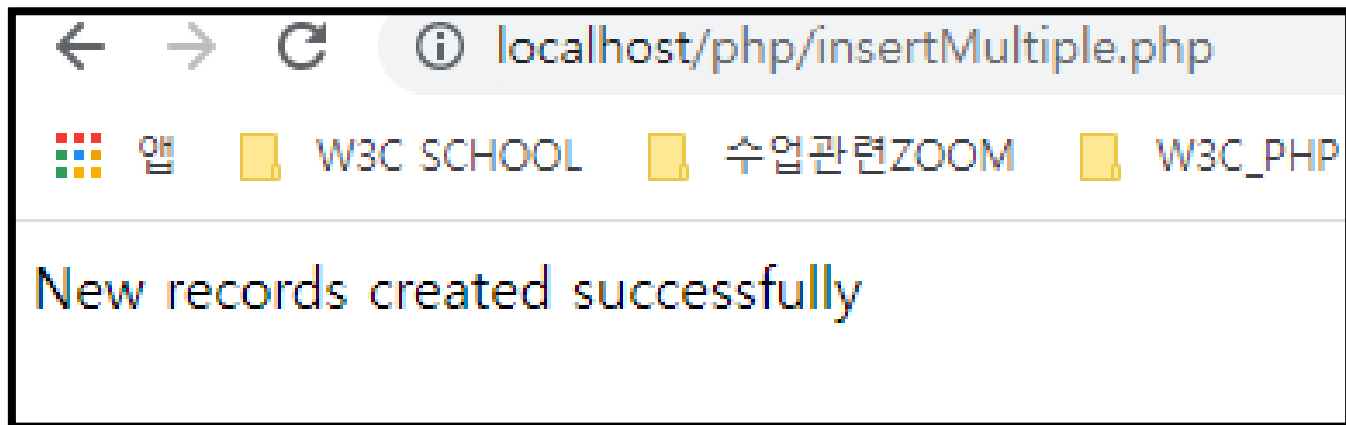 localhost/php/insertMultiple.php
앱 W3C SCHOOL 수업관련ZOOM W3C_PHP
New records created successfully